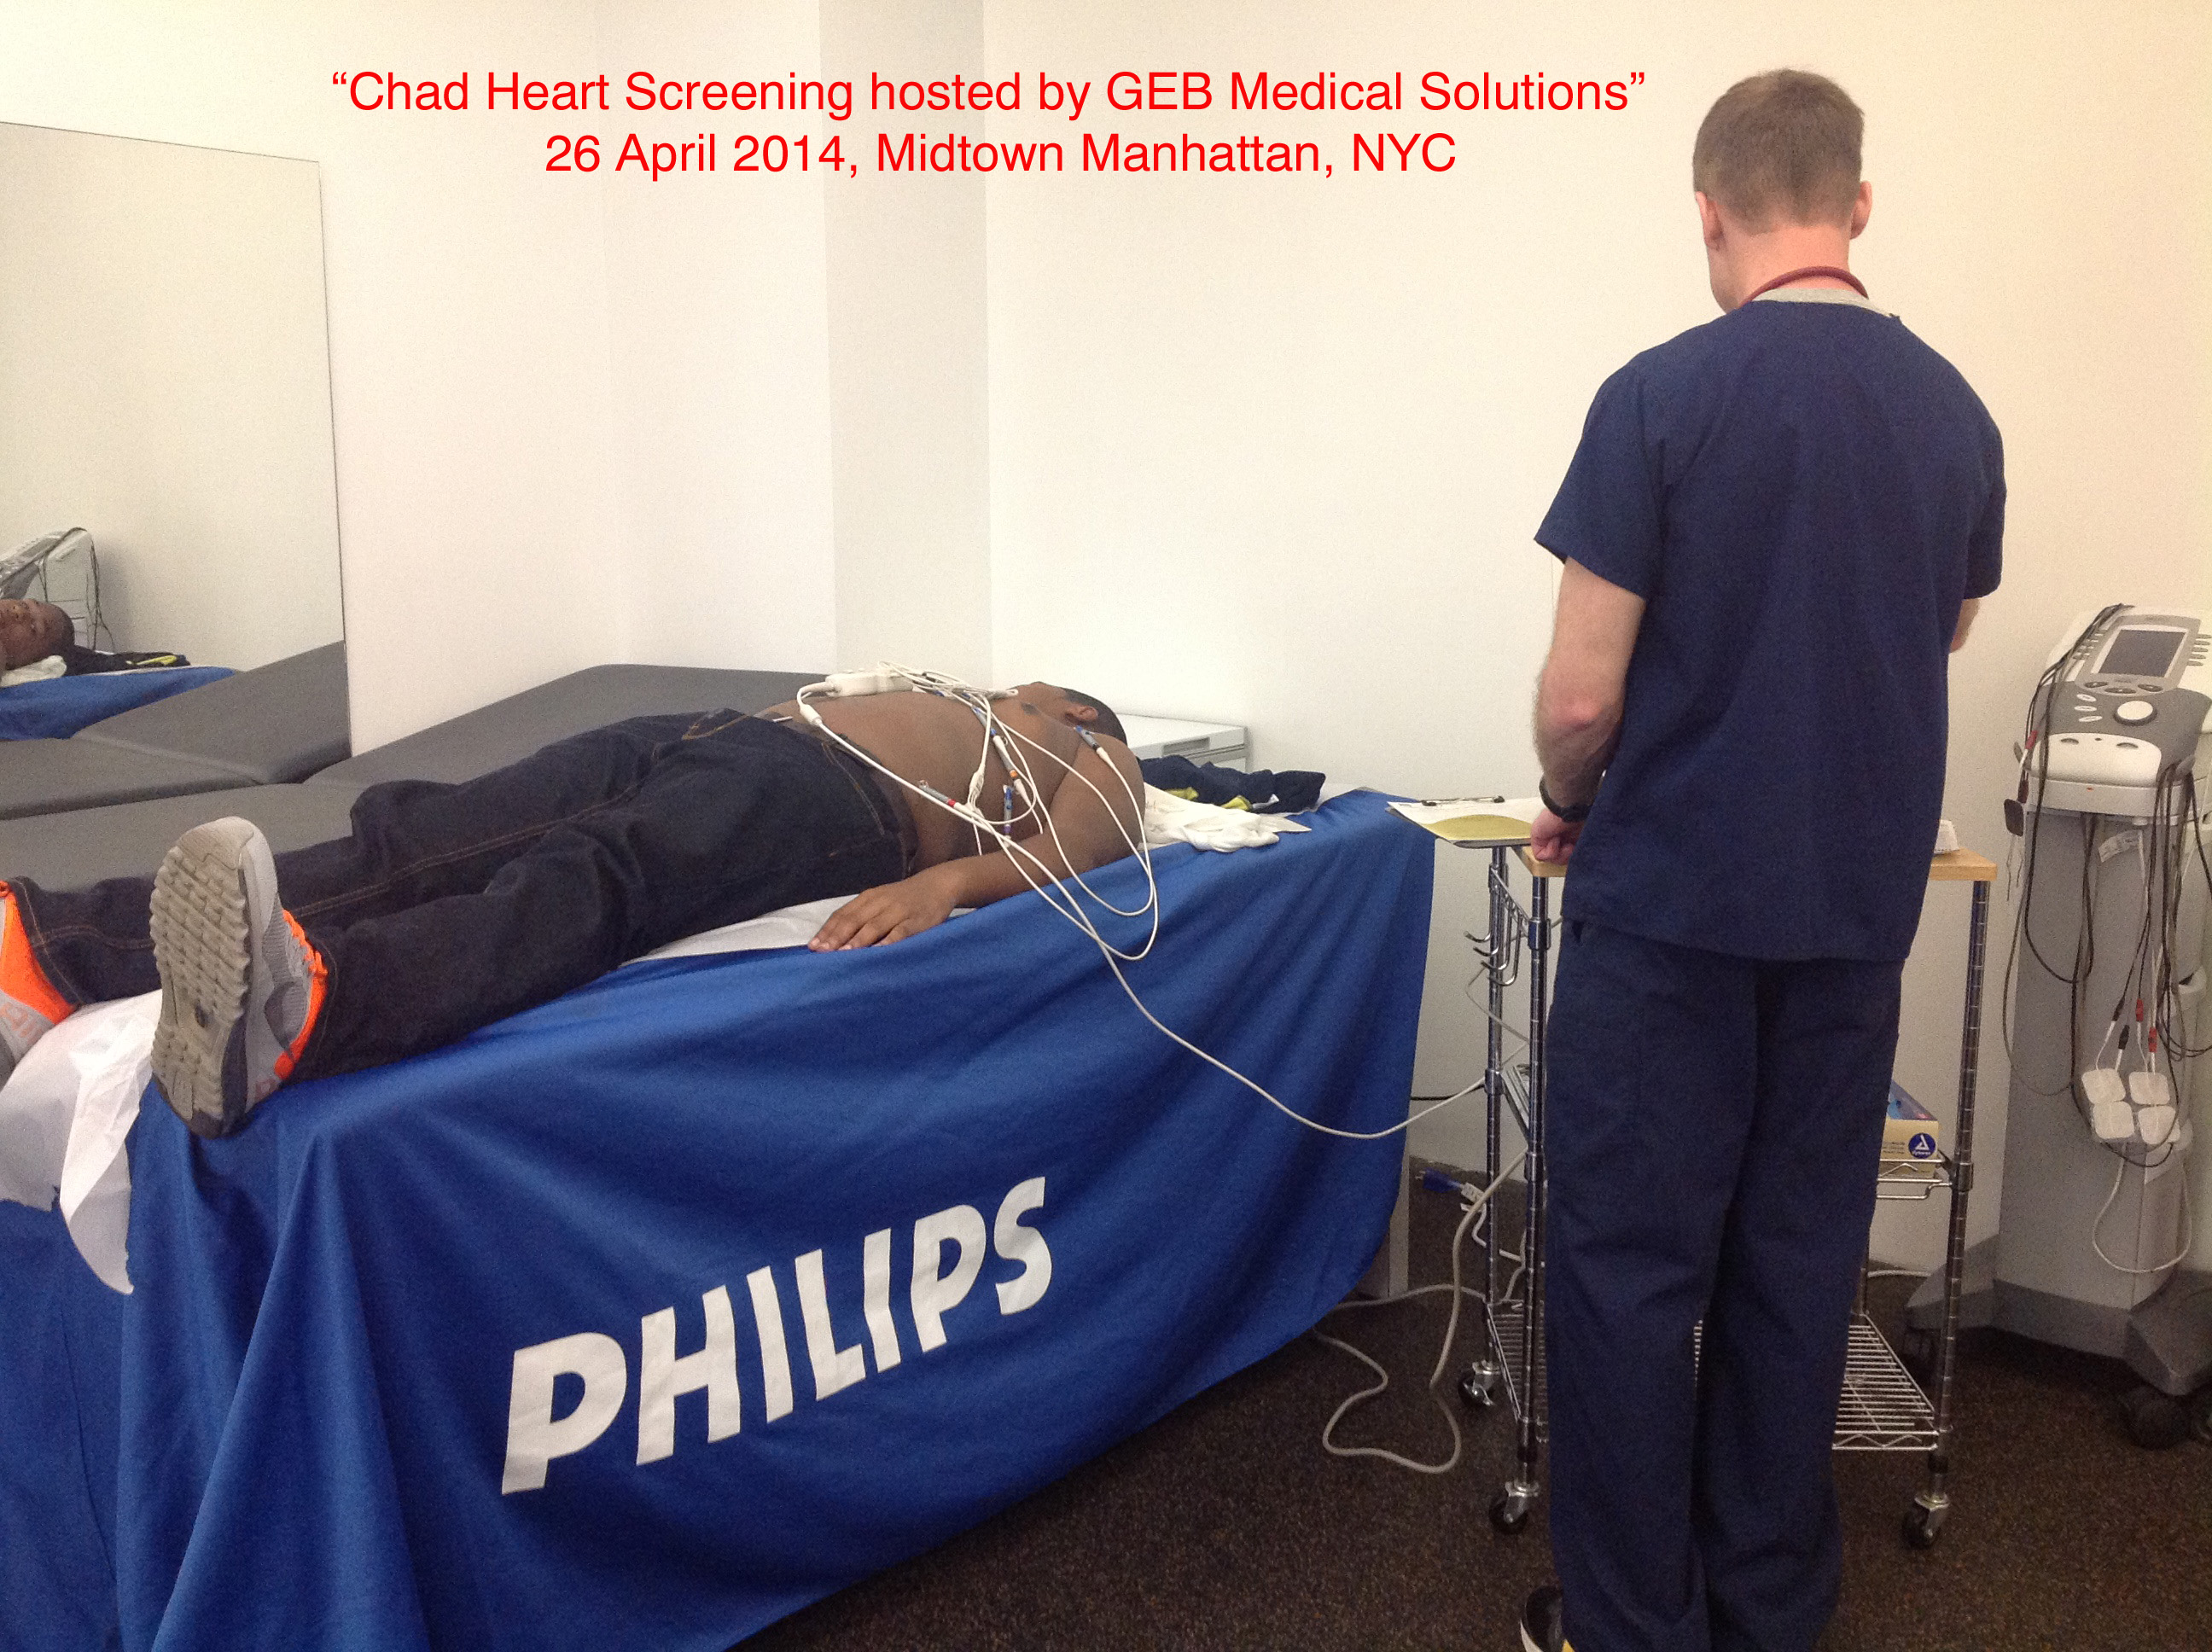 “Chad Heart Screening hosted by GEB Medical Solutions”
26 April 2014, Midtown Manhattan, NYC
PHILIPS